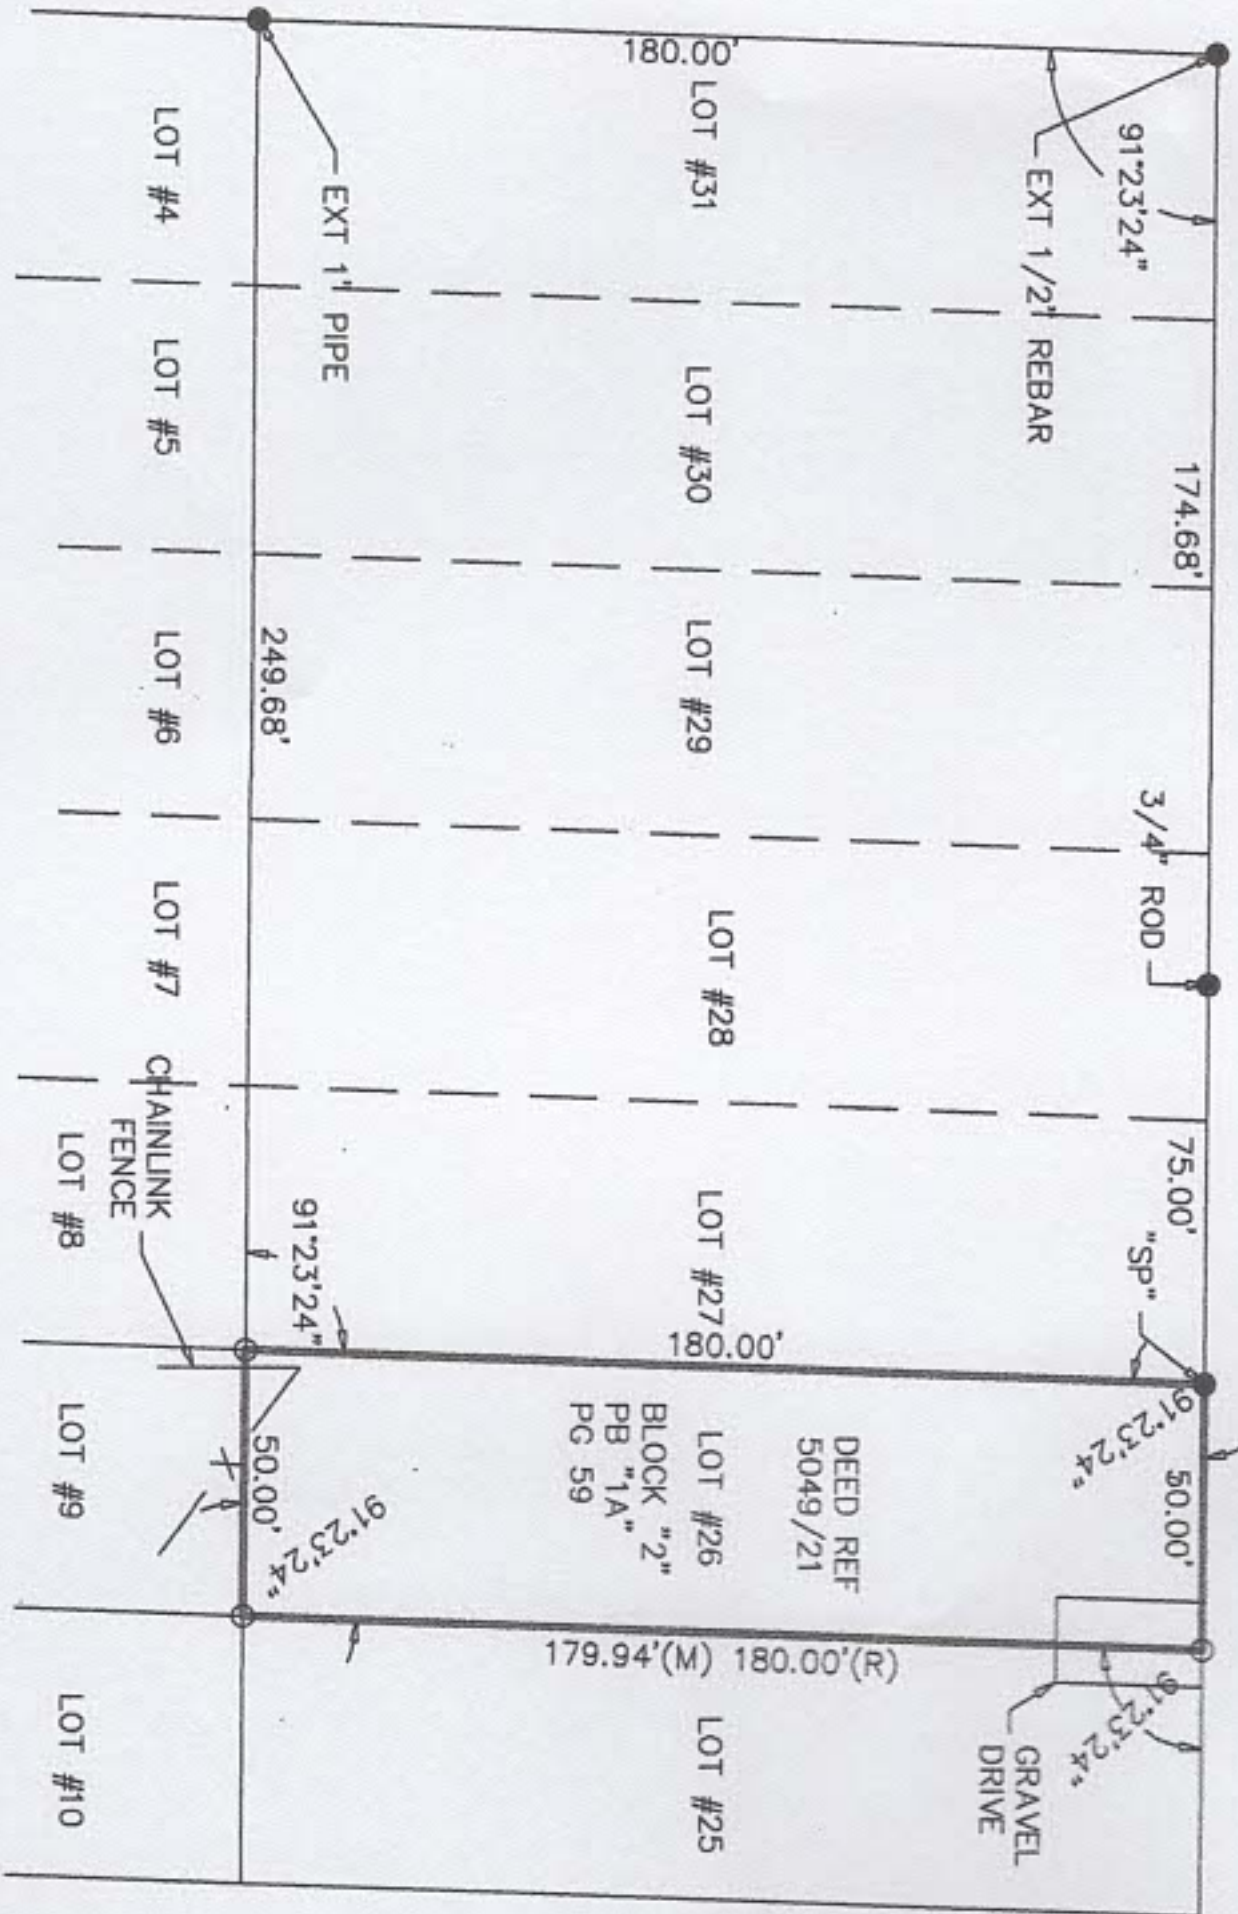 180.00'
LOT #31
91°23'24"
EXT 1/2" REBAR
EXT 1" PIPE
LOT #4
174.68'
LOT #30
LOT #5
249.68'
LOT #29
LOT #6
3/4" ROD
LOT #28
LOT #7
75.00'
"SP"
LOT #27
91°23'24"
CHAINLINK
FENCE
LOT #8
180.00'
91°23'24"
50.00'
DEED REF
5049/21
LOT #26
BLOCK "2"
PB "1A"
PG 59
50.00'
91°23'24"
LOT #9
179.94'(M) 180.00'(R)
91°23'24"
GRAVEL
DRIVE
LOT #25
LOT #10